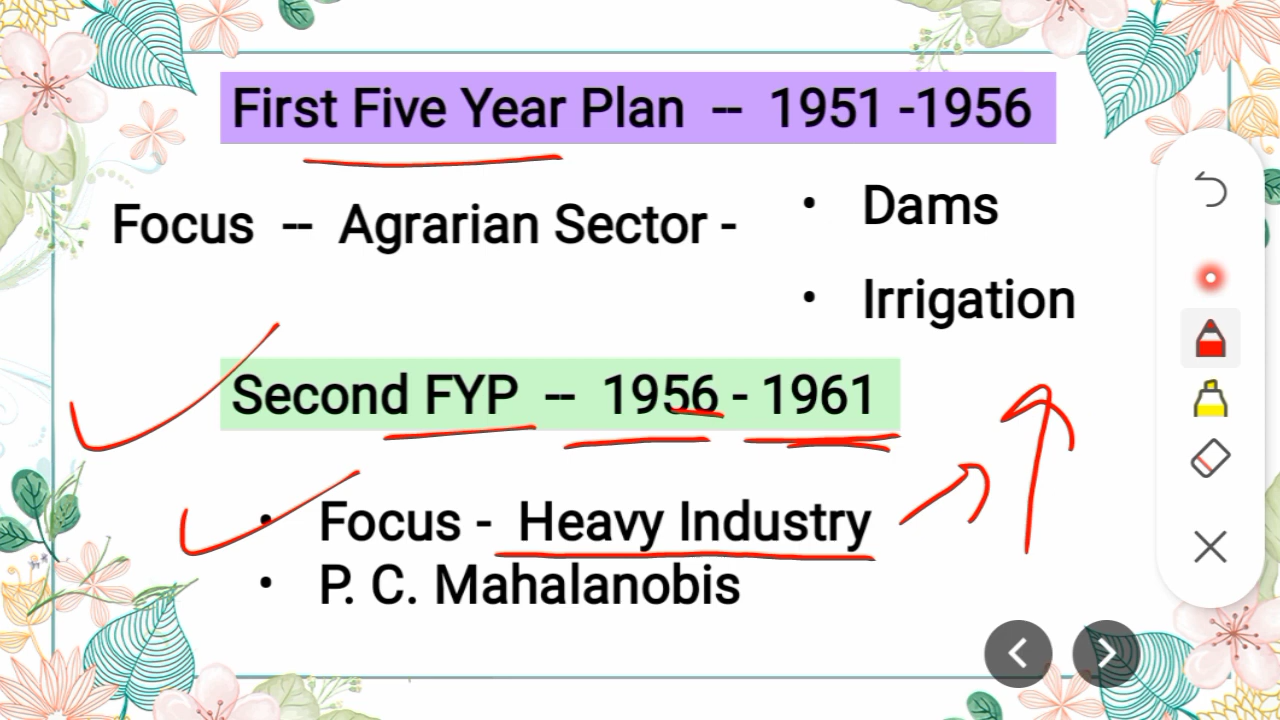 First Five Year Plan -- 1951 -1956
Focus -- Agrarian Sector -
• Dams
• Irrigation
Second FYP -- 1956 - 1961
• Focus - Heavy Industry
• P. C. Mahalanobis